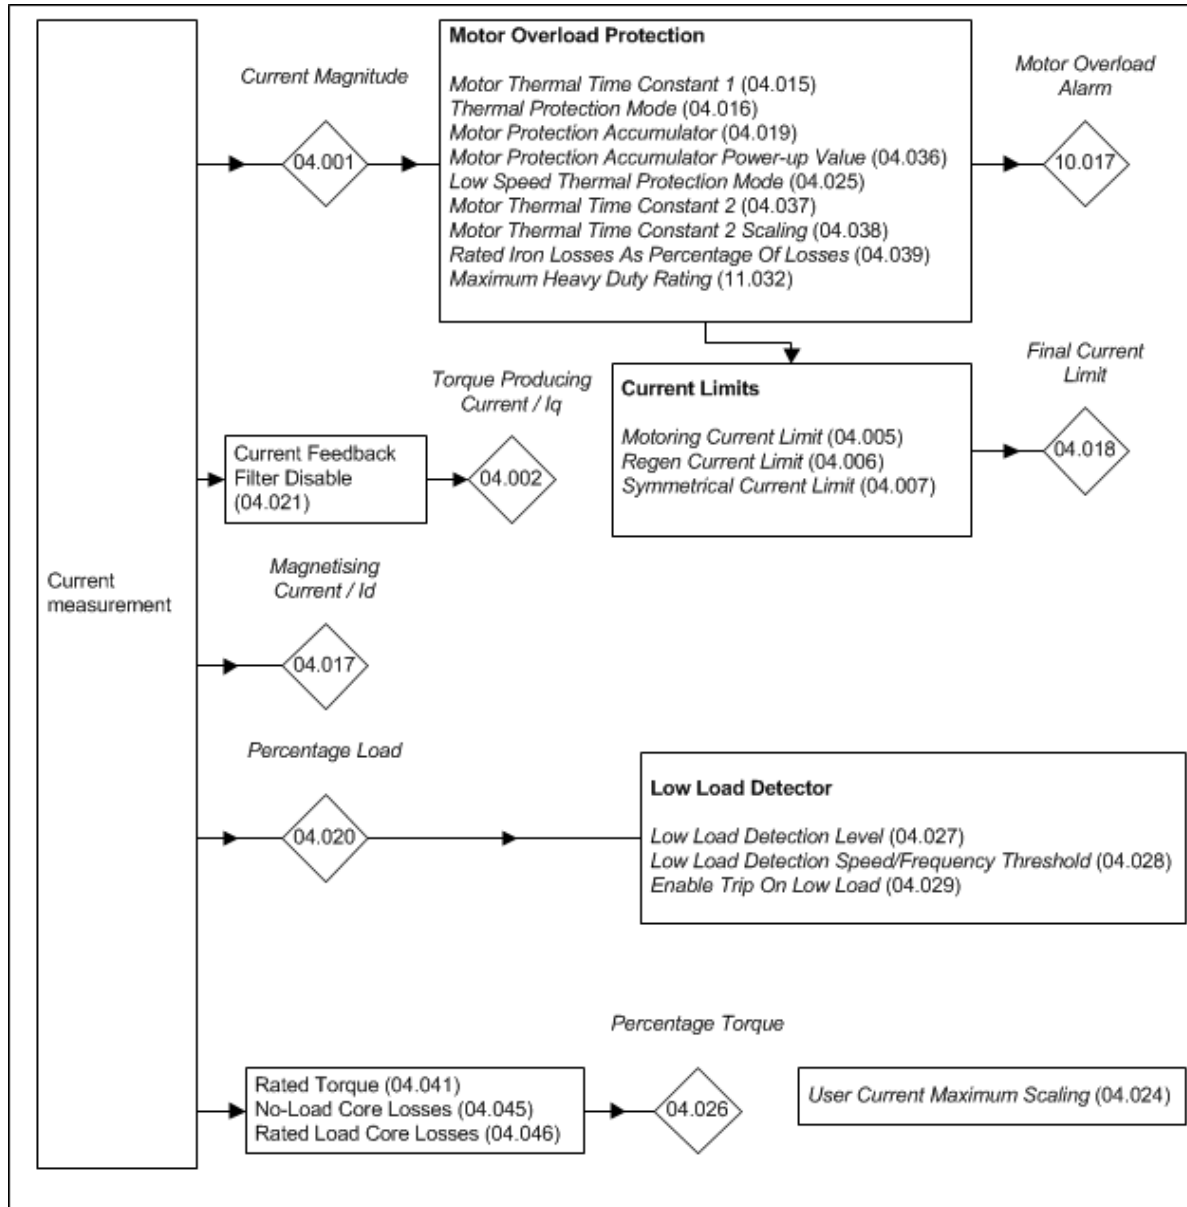 Motor Overload Protection
Current Magnitude
Motor Overload
Alarm
Motor Thermal Time Constant 1 (04.015)
Thermal Protection Mode (04.016)
Motor Protection Accumulator (04.019)
Motor Protection Accumulator Power-up Value (04.036)
Low Speed Thermal Protection Mode (04.025)
Motor Thermal Time Constant 2 (04.037)
Motor Thermal Time Constant 2 Scaling (04.038)
Rated Iron Losses As Percentage Of Losses (04.039)
Maximum Heavy Duty Rating (11.032)
04.001
10.017
Torque Producing
Current / Iq
Final Current
Limit
Current Limits
Motoring Current Limit (04.005)
Regen Current Limit (04.006)
Symmetrical Current Limit (04.007)
04.018
Current Feedback
Filter Disable
(04.021)
04.002
Magnetising
Current / Id
Current
measurement
04.017
Percentage Load
Low Load Detector
Low Load Detection Level (04.027)
Low Load Detection Speed/Frequency Threshold (04.028)
Enable Trip On Low Load (04.029)
04.020
Percentage Torque
Rated Torque (04.041)
No-Load Core Losses (04.045)
Rated Load Core Losses (04.046)
04.026
User Current Maximum Scaling (04.024)